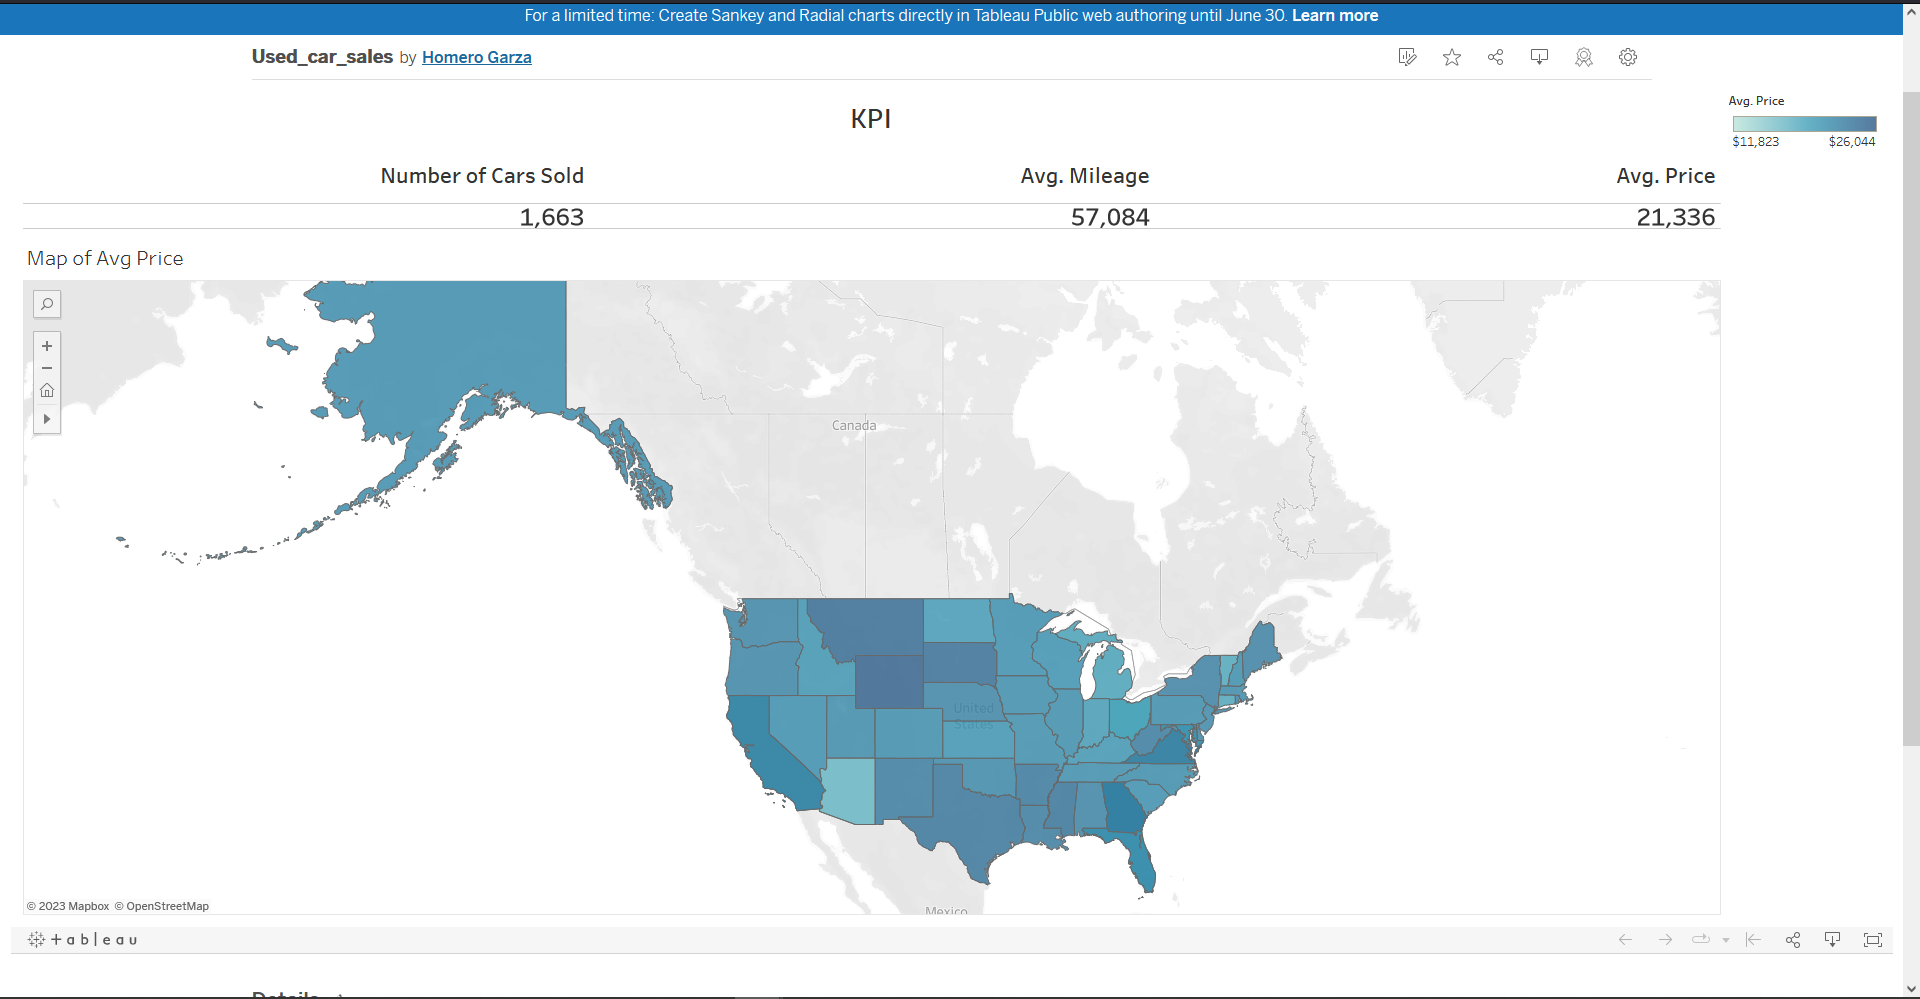 For a limited time: Create Sankey and Radial charts directly in Tableau Public web authoring until June 30. Learn more
Used_car_sales by Homero Garza
KPI
Avg. Price
$11,823 $26,044
Number of Cars Sold Avg. Mileage Avg. Price
1,663 57,084 21,336
Map of Avg Price
Canada
United
States
Mexico
© 2023 Mapbox © OpenStreetMap
+ a b l e a u
Details